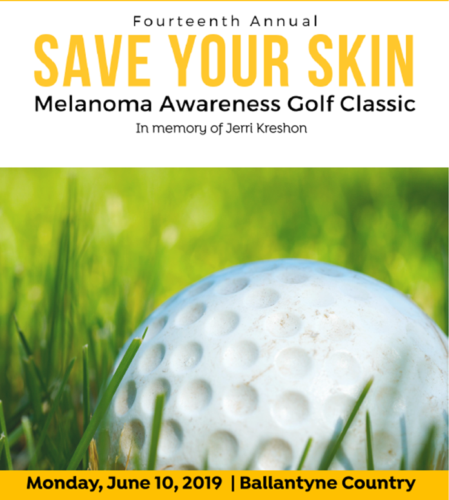 Fourteenth Annual
SAVE YOUR SKIN
Melanoma Awareness Golf Classic
In memory of Jerri Kreshon
Monday, June 10, 2019 | Ballantyne Country